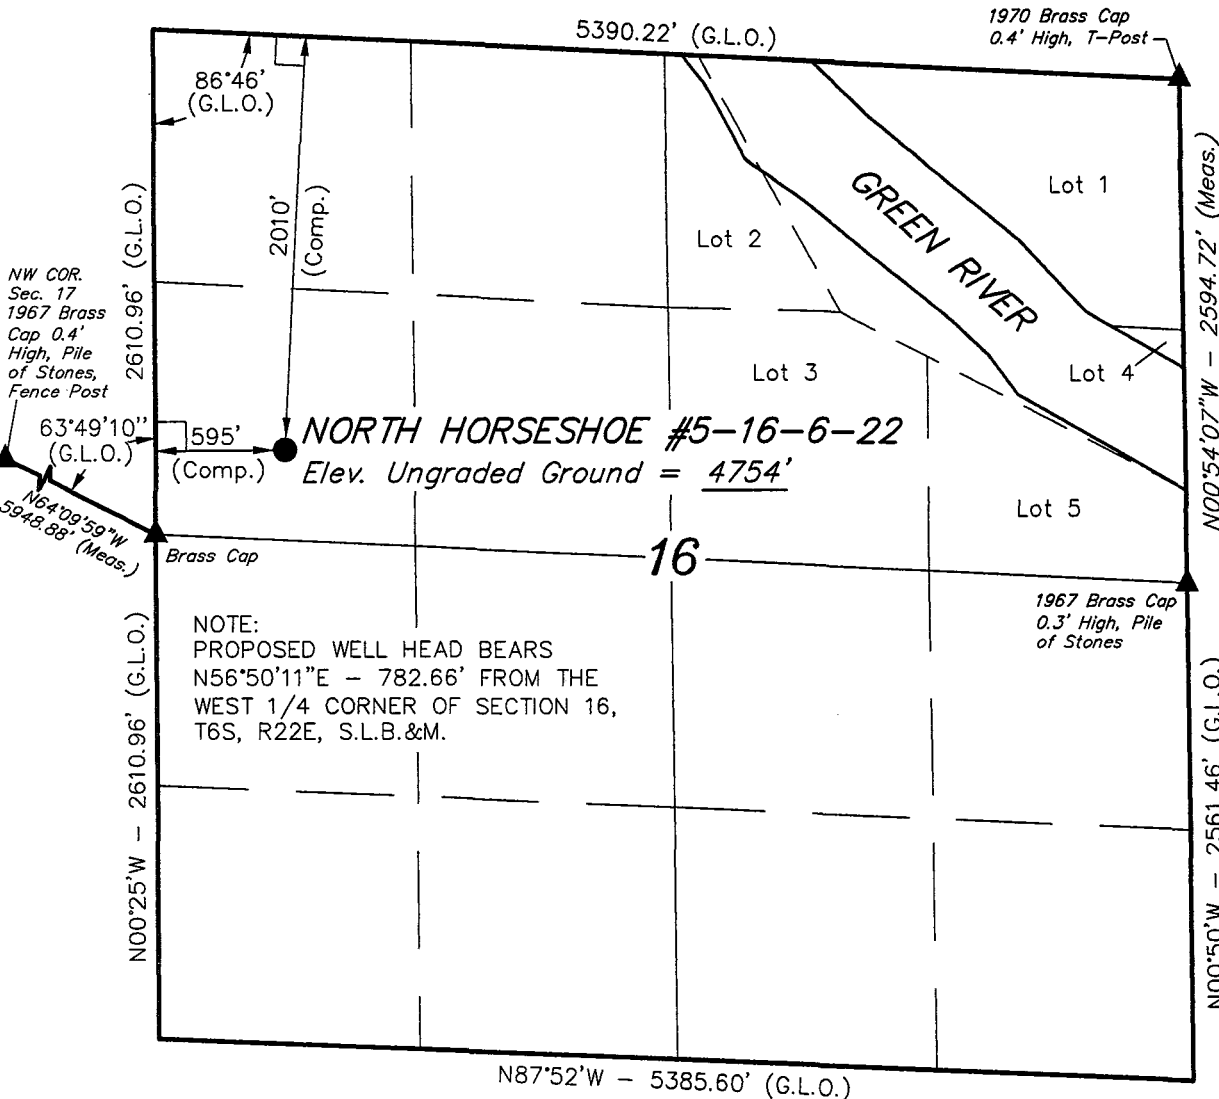 5390.22' (G.L.O.)
1970 Brass Cap
0.4' High, T-Post
86°46'
(G.L.O.)
2010'
(Comp.)
2610.96' (G.L.O.)
NW COR.
Sec. 17
1967 Brass
Cap 0.4'
High, Pile
of Stones,
Fence Post
63°49'10"
(G.L.O.)
N64°09'59"W
5948.88' (Meas.)
595'
(Comp.)
NORTH HORSESHOE #5-16-6-22
Elev. Ungraded Ground = 4754'
Lot 1
Lot 2
GREEN RIVER
Lot 3
Lot 4
Lot 5
N00°54'07"W - 2594.72' (Meas.)
Brass Cap
16
1967 Brass Cap
0.3' High, Pile
of Stones
NOTE:
PROPOSED WELL HEAD BEARS
N56°50'11"E - 782.66' FROM THE
WEST 1/4 CORNER OF SECTION 16,
T6S, R22E, S.L.B.&M.
N00°25'W - 2610.96' (G.L.O.)
N00°50'W - 2561.46' (G.L.O.)
N87°52'W - 5385.60' (G.L.O.)